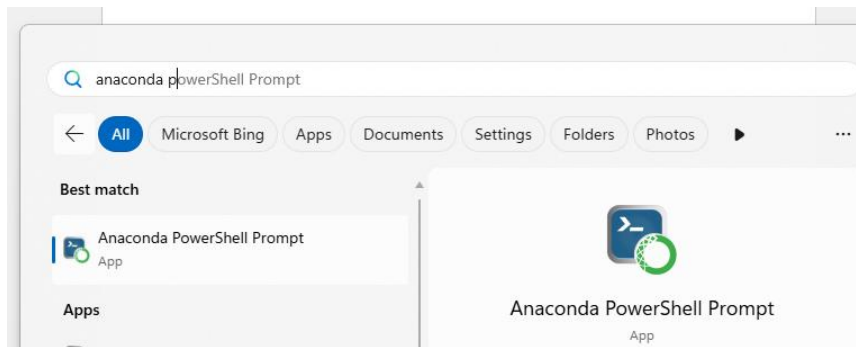 anaconda powerShell Prompt
All Microsoft Bing Apps Documents Settings Folders Photos
Best match
Anaconda PowerShell Prompt
App
Apps
Anaconda PowerShell Prompt
App